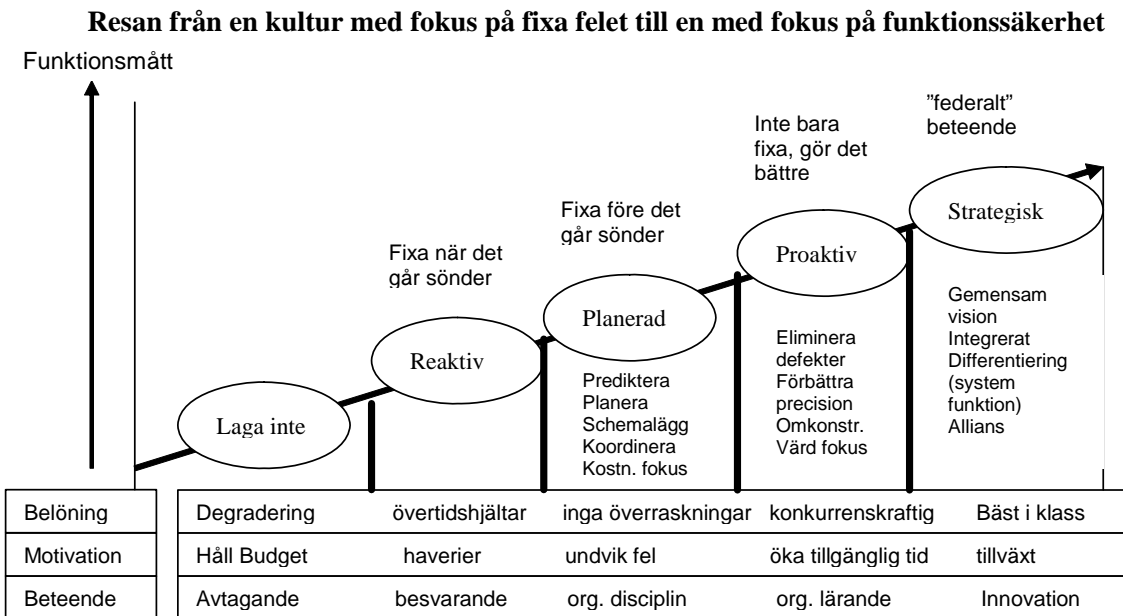 Resan från en kultur med fokus på fixa felet till en med fokus på funktionssäkerhet
Funktionsmått
"federalt"
beteende
Inte bara
fixa, gör det
bättre
Fixa före det
går sönder
Fixa när det
går sönder
Strategisk
Proaktiv
Planerad
Reaktiv
Laga inte
Prediktera
Planera
Schemalägg
Koordinera
Kostn. fokus
Eliminera
defekter
Förbättra
precision
Omkonstr.
Värd fokus
Gemensam
vision
Integrerat
Differentiering
(system
funktion)
Allians
Belöning Degradering övertidshjältar inga överraskningar konkurrenskraftig Bäst i klass
Motivation Håll Budget haverier undvik fel öka tillgänglig tid tillväxt
Beteende Avtagande besvarande org. disciplin org. lärande Innovation